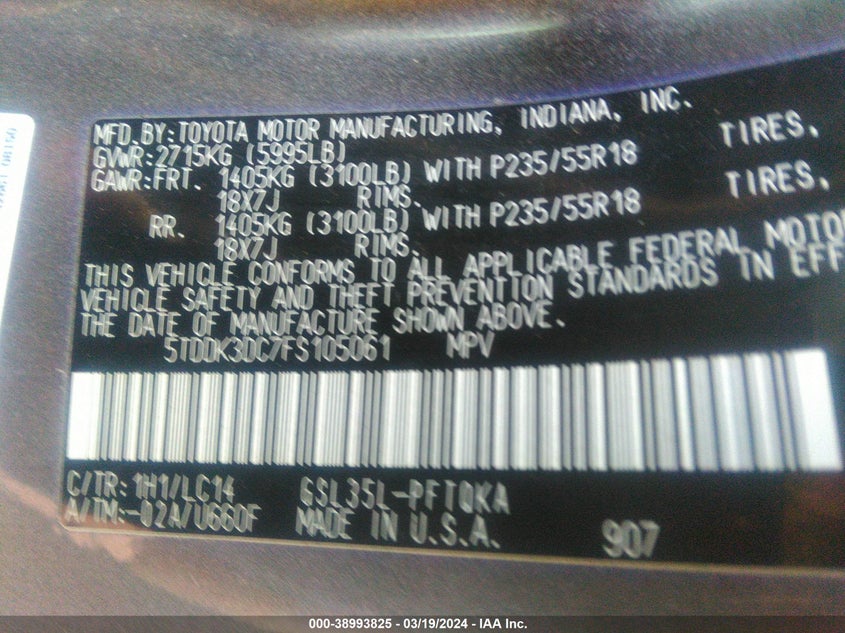 MFD.BY:TOYOTA MOTOR MANUFACTURING, INDIANA, INC.
GVWR:2715KG (5995LB)
GAWR:FRT. 1405KG (3100LB) WITH P235/55R18 TIRES,
18X7J RIMS.
RR. 1405KG (3100LB) WITH P235/55R18 TIRES,
18X7J RIMS.
THIS VEHICLE CONFORMS TO ALL APPLICABLE FEDERAL MOTOR
VEHICLE SAFETY AND THEFT PREVENTION STANDARDS IN EFF
THE DATE OF MANUFACTURE SHOWN ABOVE.
5TDDK3DC7FS105061 MPV
C/TR: 1H1/LC14 GSL35L-PFTQKA
A/TM:-02A/U660F MADE IN U.S.A. 907
000-38993825 - 03/19/2024 - IAA Inc.